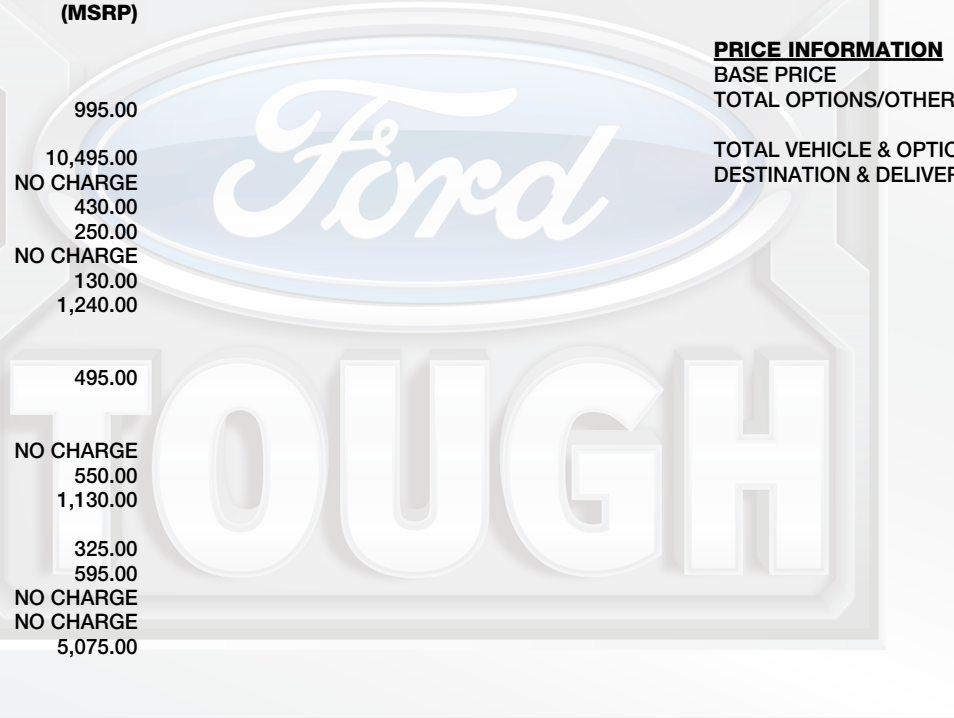 (MSRP)
995.00
10,495.00
NO CHARGE
430.00
250.00
NO CHARGE
130.00
1,240.00
495.00
NO CHARGE
550.00
1,130.00
325.00
595.00
NO CHARGE
NO CHARGE
5,075.00
PRICE INFORMATION
BASE PRICE
TOTAL OPTIONS/OTHER
TOTAL VEHICLE & OPTIO
DESTINATION & DELIVER
Ford
TOUGH